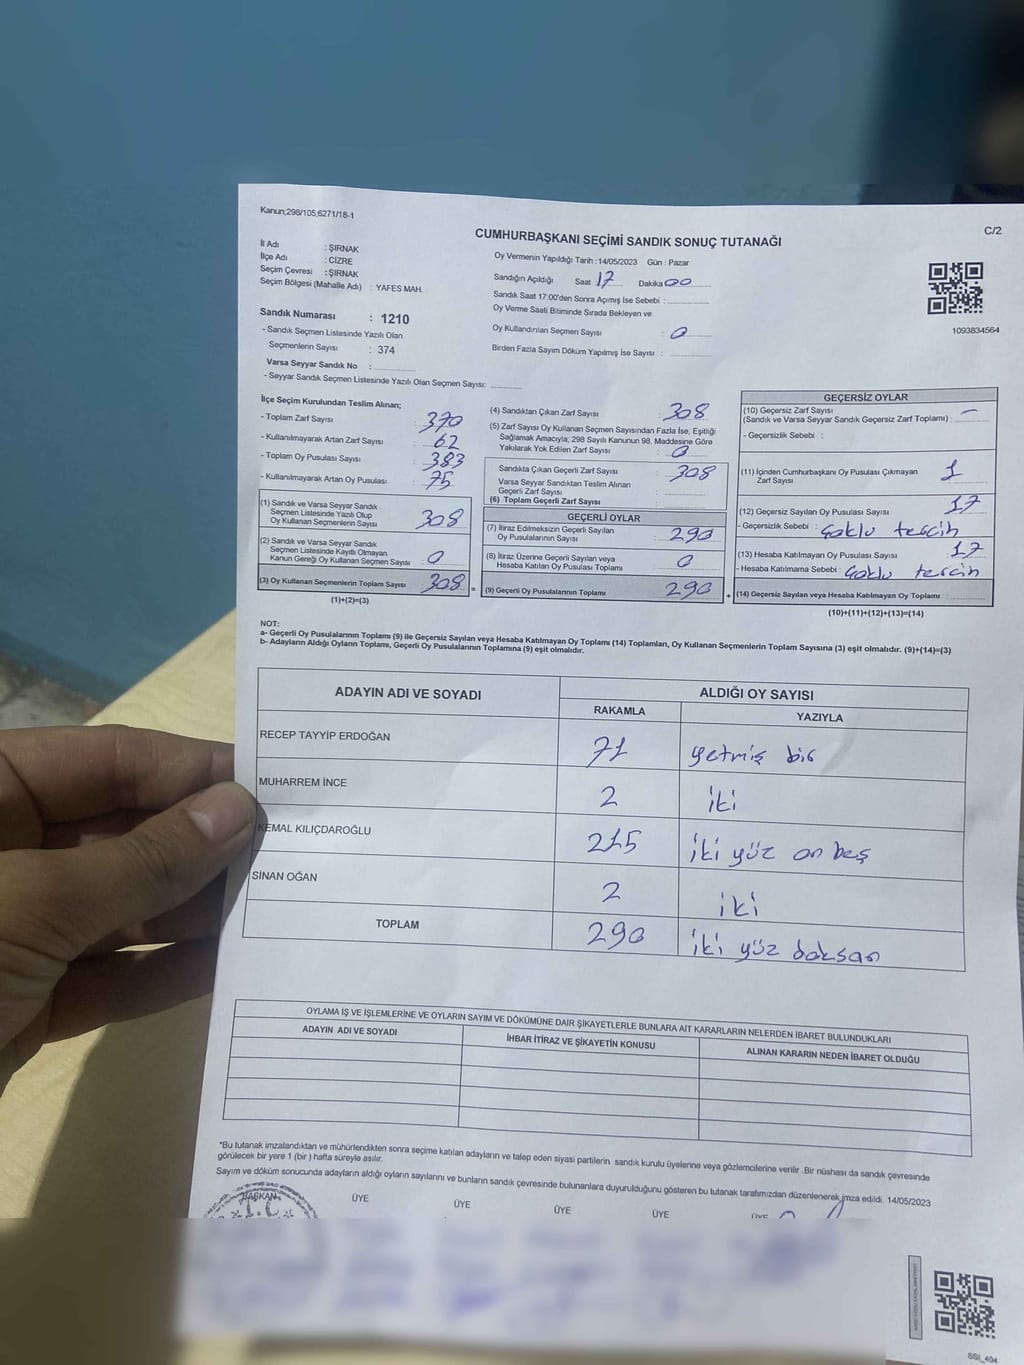 Kanun;298/105;6271/18-1
C/2
CUMHURBAŞKANI SEÇİMİ SANDIK SONUÇ TUTANAĞI
İl Adı : ŞIRNAK
İlçe Adı : CİZRE
Seçim Çevresi : ŞIRNAK
Seçim Bölgesi (Mahalle Adı) : YAFES MAH.
Sandık Numarası : 1210
- Sandık Seçmen Listesinde Yazılı Olan
Seçmenlerin Sayısı : 374
Varsa Seyyar Sandık No :
- Seyyar Sandık Seçmen Listesinde Yazılı Olan Seçmen Sayısı:
Oy Vermenin Yapıldığı Tarih :14/05/2023 Gün : Pazar
Sandığın Açıldığı Saat 17 Dakika 00
Sandık Saat 17:00'den Sonra Açımış İse Sebebi :
Oy Verme Saati Bitiminde Sırada Bekleyen ve
Oy Kullandırılan Seçmen Sayısı : 0
Birden Fazla Sayım Döküm Yapılmış İse Sayısı :
1093834564
İlçe Seçim Kurulundan Teslim Alınan;
- Toplam Zarf Sayısı : 370
- Kullanılmayarak Artan Zarf Sayısı : 62
- Toplam Oy Pusulası Sayısı : 383
- Kullanılmayarak Artan Oy Pusulası : 75
(1) Sandık ve Varsa Seyyar Sandık
Seçmen Listesinde Yazılı Olup
Oy Kullanan Seçmenlerin Sayısı : 308
(2) Sandık ve Varsa Seyyar Sandık
Seçmen Listesinde Kayıtlı Olmayan
Kanun Gereği Oy Kullanan Seçmen Sayısı : 0
(3) Oy Kullanan Seçmenlerin Toplam Sayısı : 308 =
(1)+(2)=(3)
(4) Sandıktan Çıkan Zarf Sayısı : 308
(5) Zarf Sayısı Oy Kullanan Seçmen Sayısından Fazla İse, Eşitliği
Sağlamak Amacıyla; 298 Sayılı Kanunun 98. Maddesine Göre
Yakılarak Yok Edilen Zarf Sayısı : 0
Sandıkta Çıkan Geçerli Zarf Sayısı : 308
Varsa Seyyar Sandıktan Teslim Alınan
Geçerli Zarf Sayısı :
(6) Toplam Geçerli Zarf Sayısı :
GEÇERLİ OYLAR
(7) İtiraz Edilmeksizin Geçerli Sayılan
Oy Pusulalarının Sayısı : 290
(8) İtiraz Üzerine Geçerli Sayılan veya
Hesaba Katılan Oy Pusulası Toplamı : 0
(9) Geçerli Oy Pusulalarının Toplamı : 290 +
GEÇERSİZ OYLAR
(10) Geçersiz Zarf Sayısı
(Sandık ve Varsa Seyyar Sandık Geçersiz Zarf Toplamı) : —
- Geçersizlik Sebebi :
(11) İçinden Cumhurbaşkanı Oy Pusulası Çıkmayan
Zarf Sayısı : 1
(12) Geçersiz Sayılan Oy Pusulası Sayısı : 17
- Geçersizlik Sebebi : Çoklu tercih
(13) Hesaba Katılmayan Oy Pusulası Sayısı : 17
- Hesaba Katılmama Sebebi : Çoklu tercih
(14) Geçersiz Sayılan veya Hesaba Katılmayan Oy Toplamı :
(10)+(11)+(12)+(13)=(14)
NOT:
a- Geçerli Oy Pusulalarının Toplamı (9) ile Geçersiz Sayılan veya Hesaba Katılmayan Oy Toplamı (14) Toplamları, Oy Kullanan Seçmenlerin Toplam Sayısına (3) eşit olmalıdır. (9)+(14)=(3)
b- Adayların Aldığı Oyların Toplamı, Geçerli Oy Pusulalarının Toplamına (9) eşit olmalıdır.
ADAYIN ADI VE SOYADI
ALDIĞI OY SAYISI
RAKAMLA YAZIYLA
RECEP TAYYİP ERDOĞAN 71 yetmiş bir
MUHARREM İNCE 2 iki
KEMAL KILIÇDAROĞLU 215 iki yüz on beş
SİNAN OĞAN 2 iki
TOPLAM 290 iki yüz doksan
OYLAMA İŞ VE İŞLEMLERİNE VE OYLARIN SAYIM VE DÖKÜMÜNE DAİR ŞİKAYETLERLE BUNLARA AİT KARARLARIN NELERDEN İBARET BULUNDUKLARI
ADAYIN ADI VE SOYADI İHBAR İTİRAZ VE ŞİKAYETİN KONUSU ALINAN KARARIN NEDEN İBARET OLDUĞU
*Bu tutanak imzalandıktan ve mühürlendikten sonra seçime katılan adayların ve talep eden siyasi partilerin sandık kurulu üyelerine veya gözlemcilerine verilir .Bir nüshası da sandık çevresinde
görülecek bir yere 1 (bir ) hafta süreyle asılır.
Sayım ve döküm sonucunda adayların aldığı oyların sayılarını ve bunların sandık çevresinde bulunanlara duyurulduğunu gösteren bu tutanak tarafımızdan düzenlenerek imza edildi. 14/05/2023
BAŞKAN ÜYE ÜYE ÜYE ÜYE ÜYE
T.C
SSİ_404